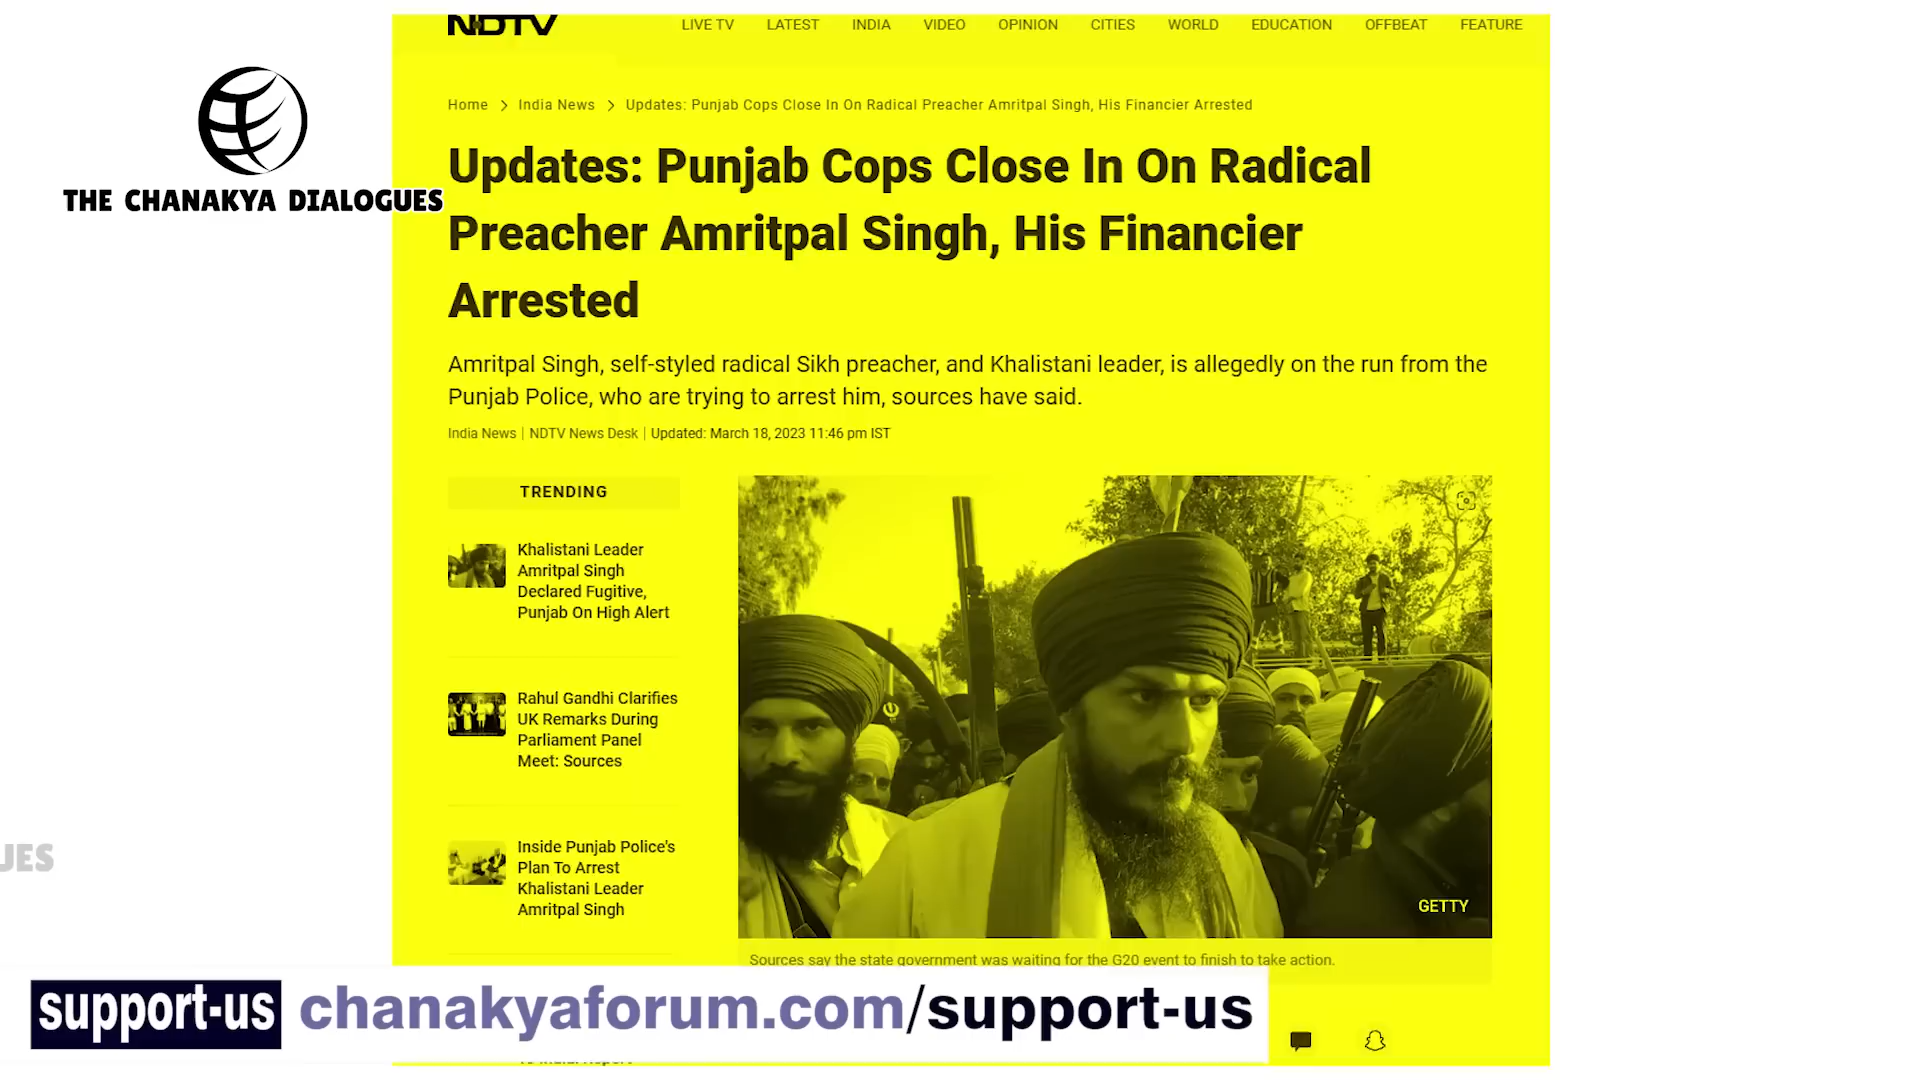 NDTV
LIVE TV LATEST INDIA VIDEO OPINION CITIES WORLD EDUCATION OFFBEAT FEATURE
THE CHANAKYA DIALOGUES
Home > India News > Updates: Punjab Cops Close In On Radical Preacher Amritpal Singh, His Financier Arrested
Updates: Punjab Cops Close In On Radical
Preacher Amritpal Singh, His Financier
Arrested
Amritpal Singh, self-styled radical Sikh preacher, and Khalistani leader, is allegedly on the run from the
Punjab Police, who are trying to arrest him, sources have said.
India News | NDTV News Desk | Updated: March 18, 2023 11:46 pm IST
TRENDING
Khalistani Leader
Amritpal Singh
Declared Fugitive,
Punjab On High Alert
Rahul Gandhi Clarifies
UK Remarks During
Parliament Panel
Meet: Sources
Inside Punjab Police's
Plan To Arrest
Khalistani Leader
Amritpal Singh
GETTY
Sources say the state government was waiting for the G20 event to finish to take action.
UES
support-us chanakyaforum.com/support-us